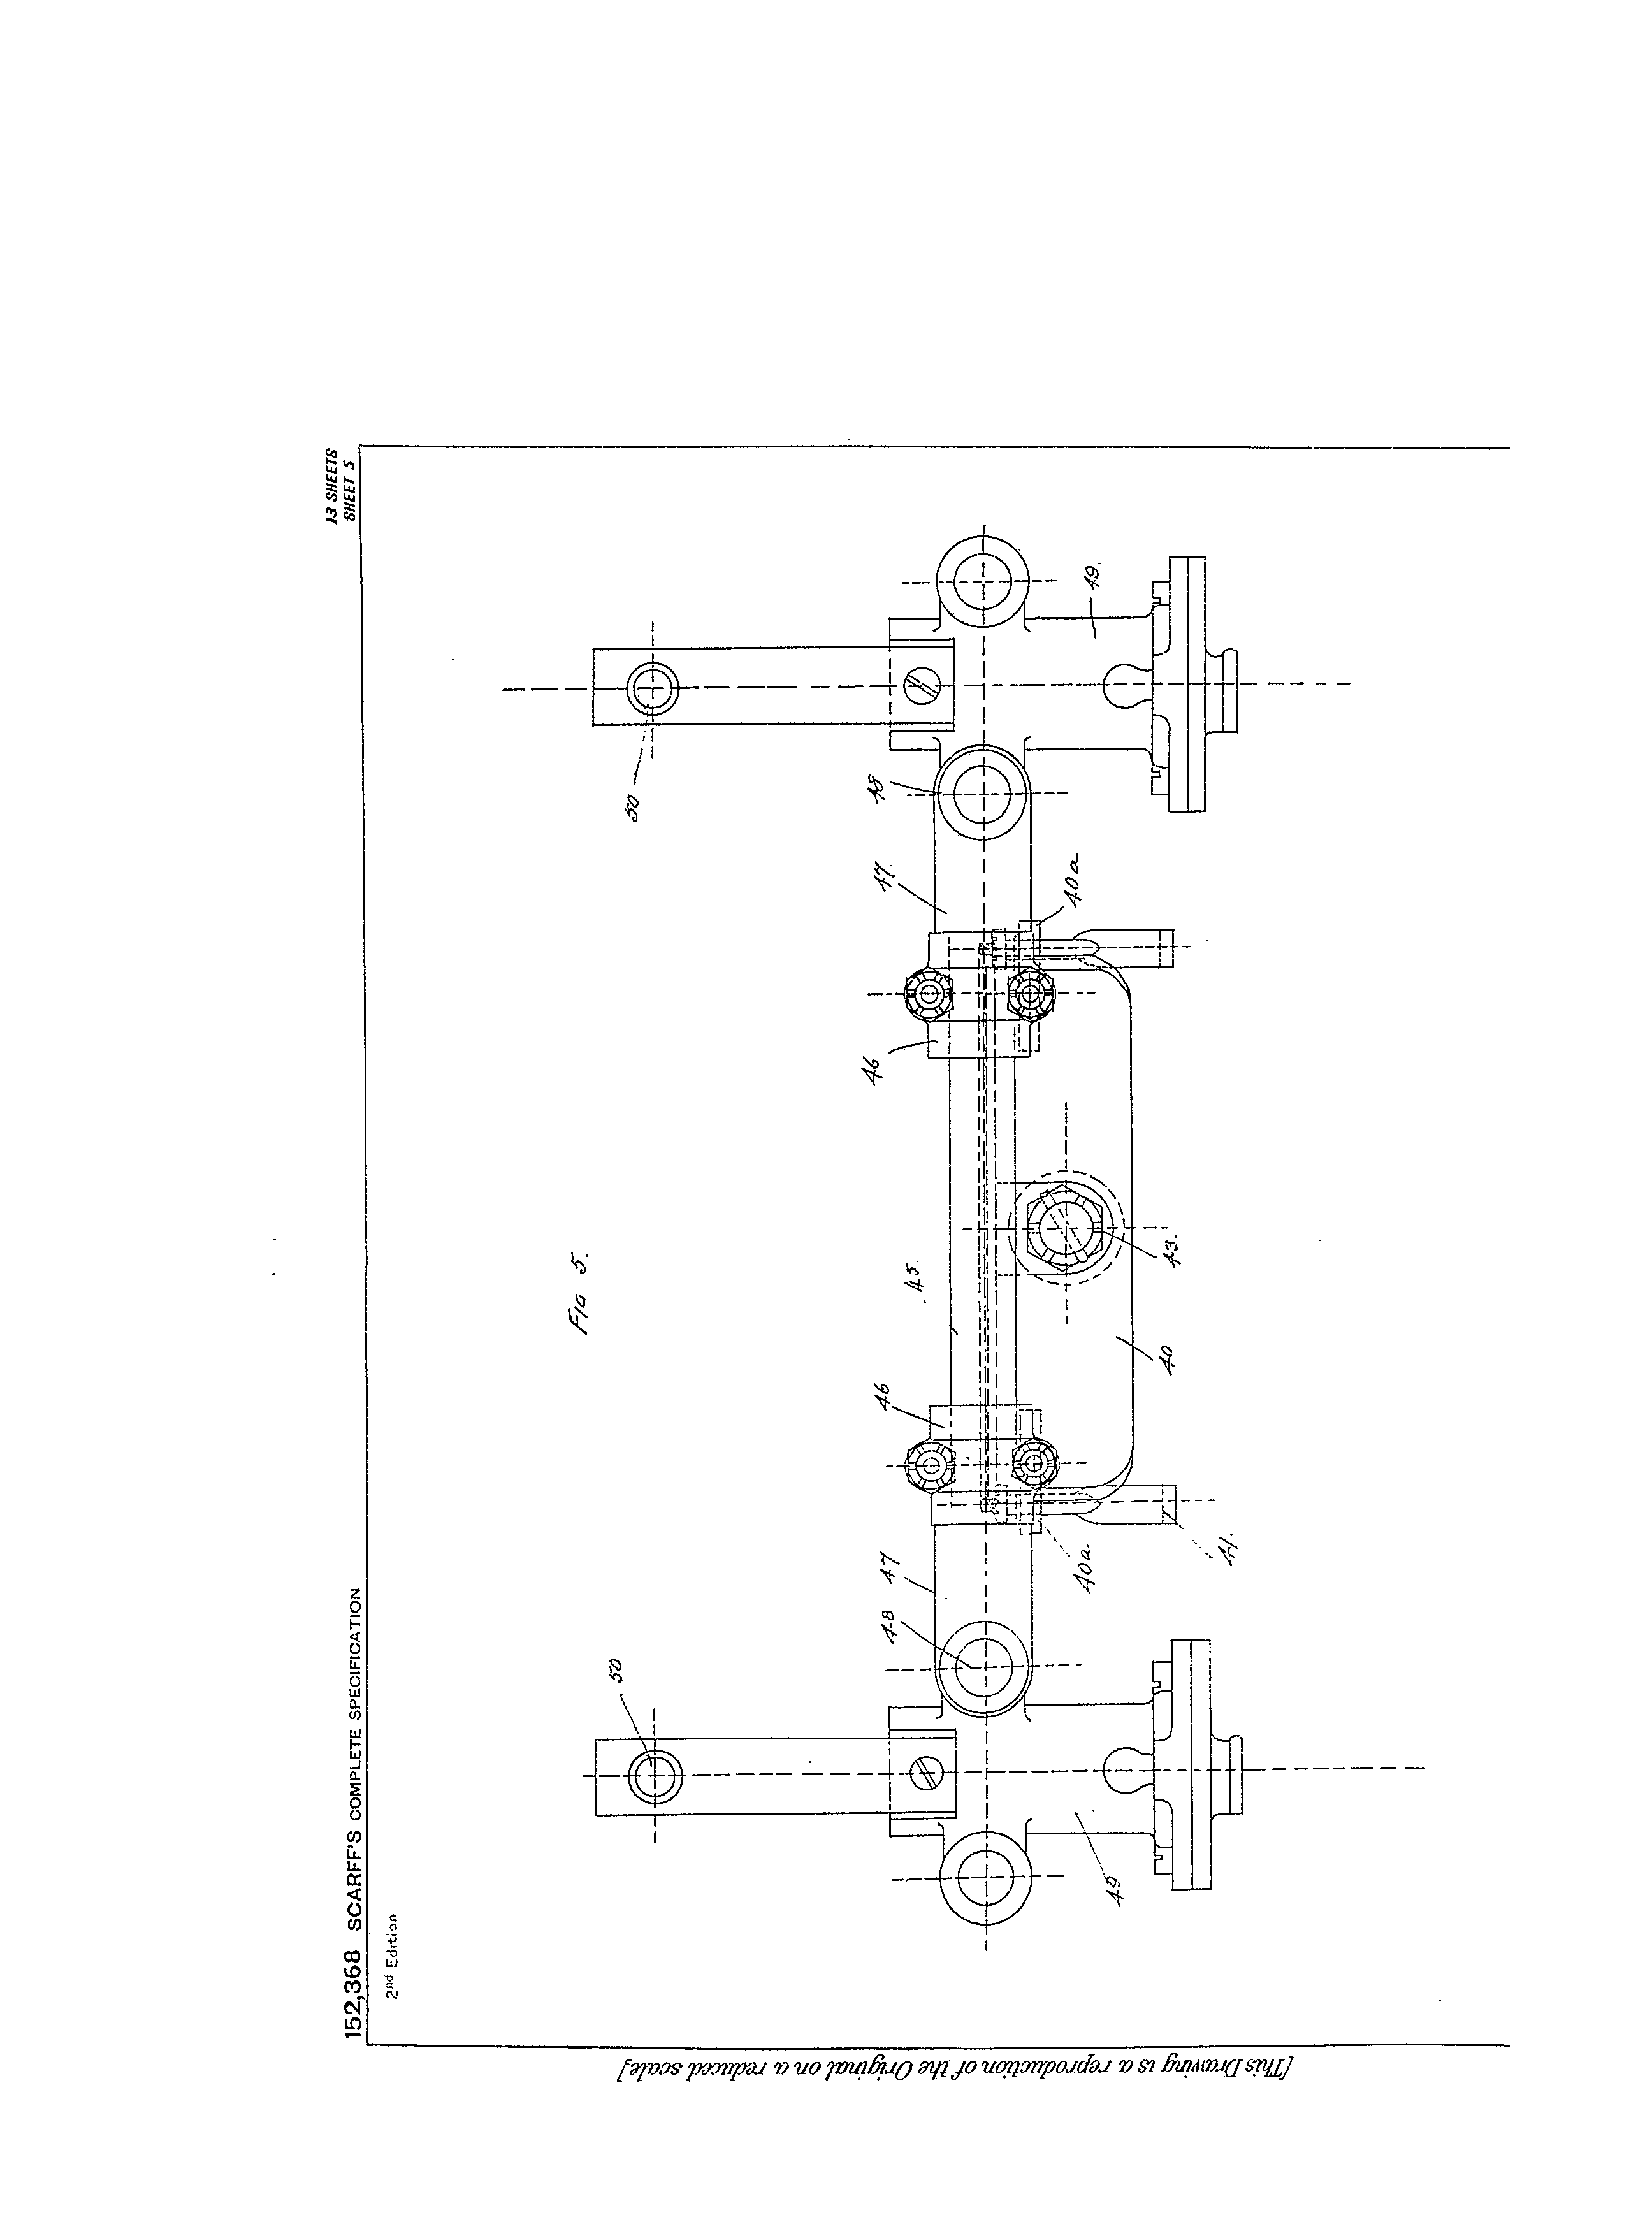 152,368 SCARFF'S COMPLETE SPECIFICATION
13 SHEETS
SHEET 5
2nd Edition
FIG. 5.
50
50
48
47
46
45.
46
47.
48
49
40a
41.
40
43.
40a
49.
[This Drawing is a reproduction of the Original on a reduced scale]